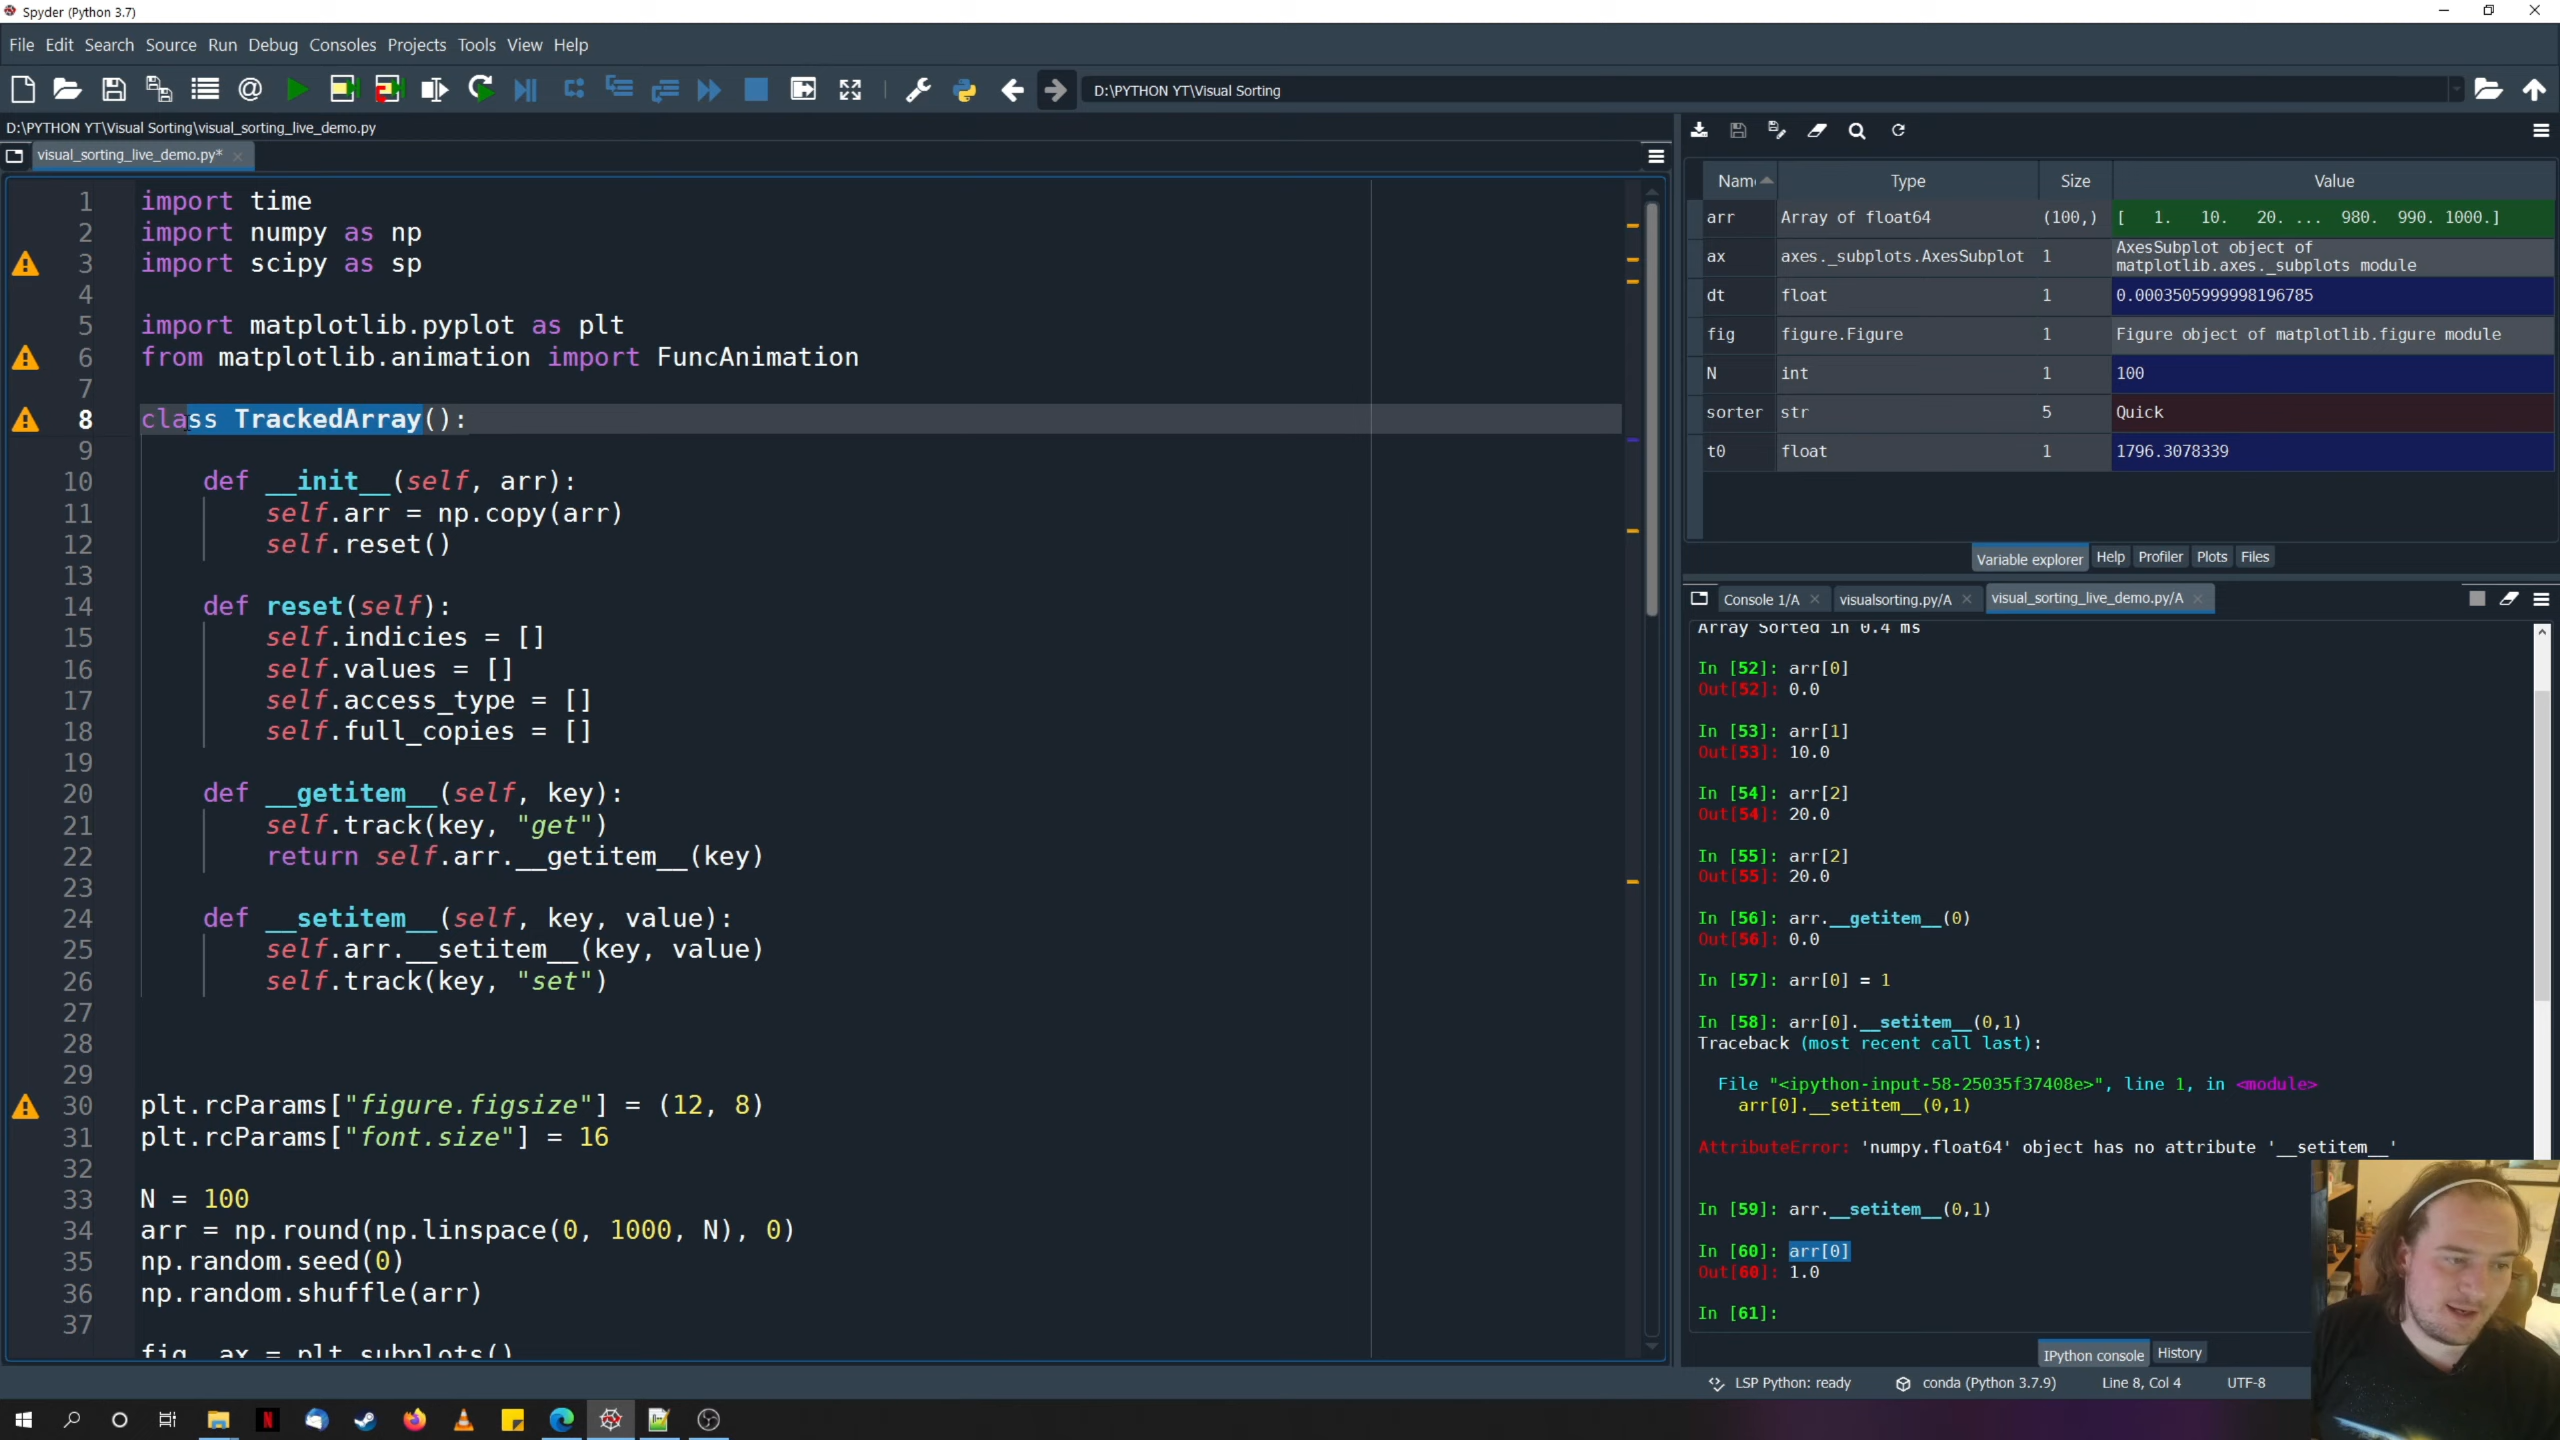 Spyder (Python 3.7)
File Edit Search Source Run Debug Consoles Projects Tools View Help
D:\PYTHON YT\Visual Sorting
D:\PYTHON YT\Visual Sorting\visual_sorting_live_demo.py
visual_sorting_live_demo.py*
1 import time
2 import numpy as np
3 import scipy as sp
4
5 import matplotlib.pyplot as plt
6 from matplotlib.animation import FuncAnimation
7
8 class TrackedArray():
9
10 def __init__(self, arr):
11 self.arr = np.copy(arr)
12 self.reset()
13
14 def reset(self):
15 self.indicies = []
16 self.values = []
17 self.access_type = []
18 self.full_copies = []
19
20 def __getitem__(self, key):
21 self.track(key, "get")
22 return self.arr.__getitem__(key)
23
24 def __setitem__(self, key, value):
25 self.arr.__setitem__(key, value)
26 self.track(key, "set")
27
28
29
30 plt.rcParams["figure.figsize"] = (12, 8)
31 plt.rcParams["font.size"] = 16
32
33 N = 100
34 arr = np.round(np.linspace(0, 1000, N), 0)
35 np.random.seed(0)
36 np.random.shuffle(arr)
37
fig, ax = plt.subplots()
Nam Type Size Value
arr Array of float64 (100,) [ 1. 10. 20. ... 980. 990. 1000.]
ax axes._subplots.AxesSubplot 1 AxesSubplot object of
matplotlib.axes._subplots module
dt float 1 0.0003505999998196785
fig figure.Figure 1 Figure object of matplotlib.figure module
N int 1 100
sorter str 5 Quick
t0 float 1 1796.3078339
Variable explorer Help Profiler Plots Files
Console 1/A visualsorting.py/A visual_sorting_live_demo.py/A
Array Sorted in 0.4 ms
In [52]: arr[0]
Out[52]: 0.0
In [53]: arr[1]
Out[53]: 10.0
In [54]: arr[2]
Out[54]: 20.0
In [55]: arr[2]
Out[55]: 20.0
In [56]: arr.__getitem__(0)
Out[56]: 0.0
In [57]: arr[0] = 1
In [58]: arr[0].__setitem__(0,1)
Traceback (most recent call last):
File "<ipython-input-58-25035f37408e>", line 1, in <module>
arr[0].__setitem__(0,1)
AttributeError: 'numpy.float64' object has no attribute '__setitem__'
In [59]: arr.__setitem__(0,1)
In [60]: arr[0]
Out[60]: 1.0
In [61]:
IPython console History
LSP Python: ready conda (Python 3.7.9) Line 8, Col 4 UTF-8